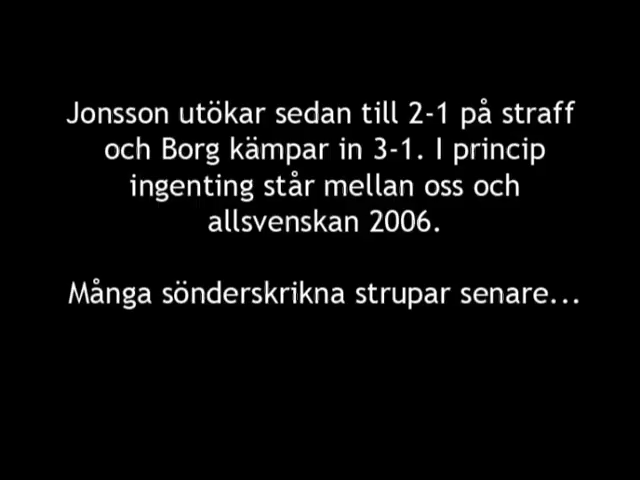 Jonsson utökar sedan till 2-1 på straff
och Borg kämpar in 3-1. I princip
ingenting står mellan oss och
allsvenskan 2006.
Många sönderskrikna strupar senare...